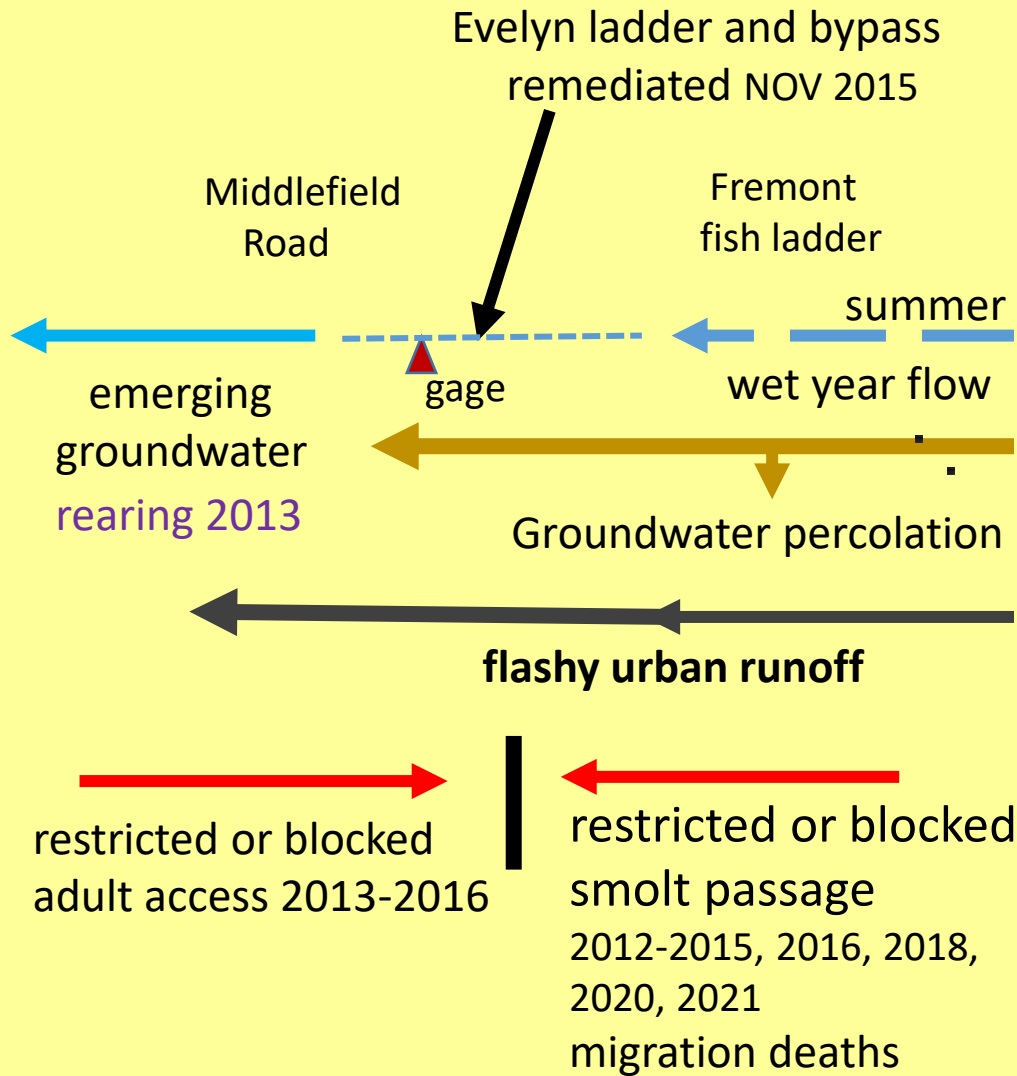 Evelyn ladder and bypass
remediated NOV 2015
Middlefield
Road
Fremont
fish ladder
summer
gage
wet year flow
emerging
groundwater
rearing 2013
Groundwater percolation
flashy urban runoff
restricted or blocked
adult access 2013-2016
restricted or blocked
smolt passage
2012-2015, 2016, 2018,
2020, 2021
migration deaths